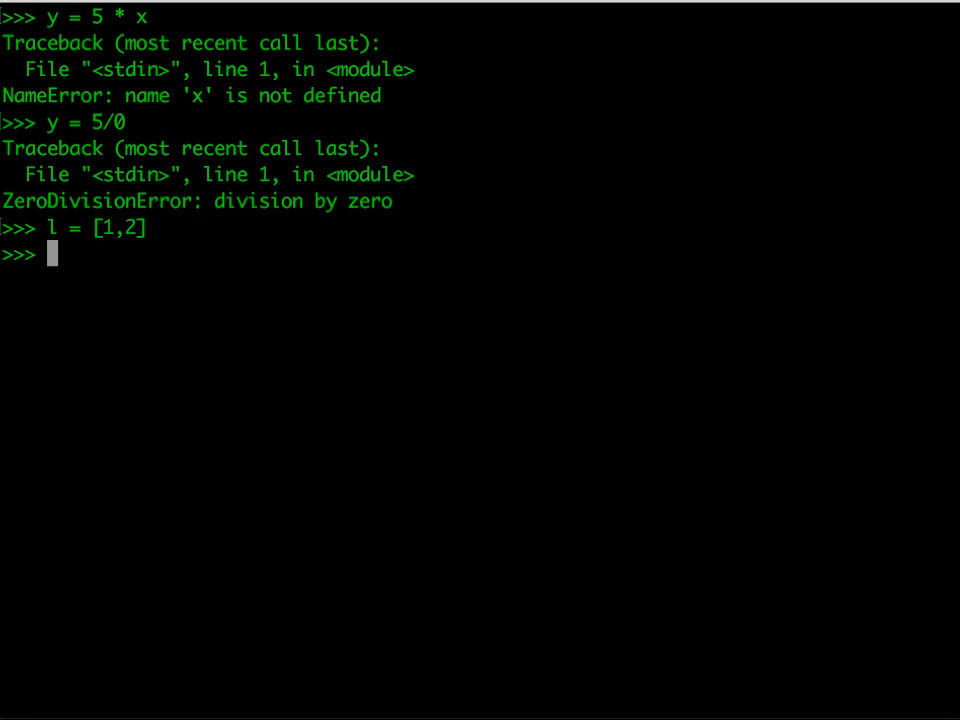 >>> y = 5 * x
Traceback (most recent call last):
  File "<stdin>", line 1, in <module>
NameError: name 'x' is not defined
>>> y = 5/0
Traceback (most recent call last):
  File "<stdin>", line 1, in <module>
ZeroDivisionError: division by zero
>>> l = [1,2]
>>>